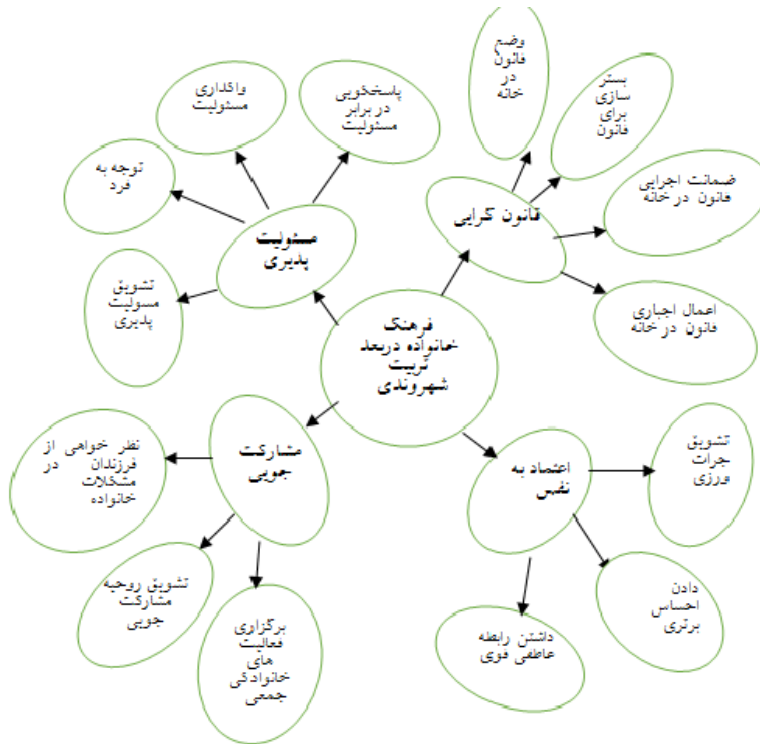 وضع
قانون
در
خانه
بستر
سازی
برای
قانون
ضمانت اجرایی
قانون در خانه
اعمال اجباری
قانون در خانه
قانون گرایی
پاسخگویی
در برابر
مسئولیت
واگذاری
مسئولیت
توجه به
فرد
تشویق
مسولیت
پذیری
مسئولیت
پذیری
فرهنگ
خانواده دربعد
تربیت
شهروندی
مشارکت
جویی
نظر خواهی از
فرزندان در
مشکلات
خانواده
تشویق روحیه
مشارکت
جویی
برگزاری
فعالیت
های
خانوادگی
جمعی
اعتماد به
نفس
تشویق
جرات
ورزی
دادن
احساس
برتری
داشتن رابطه
عاطفی قوی